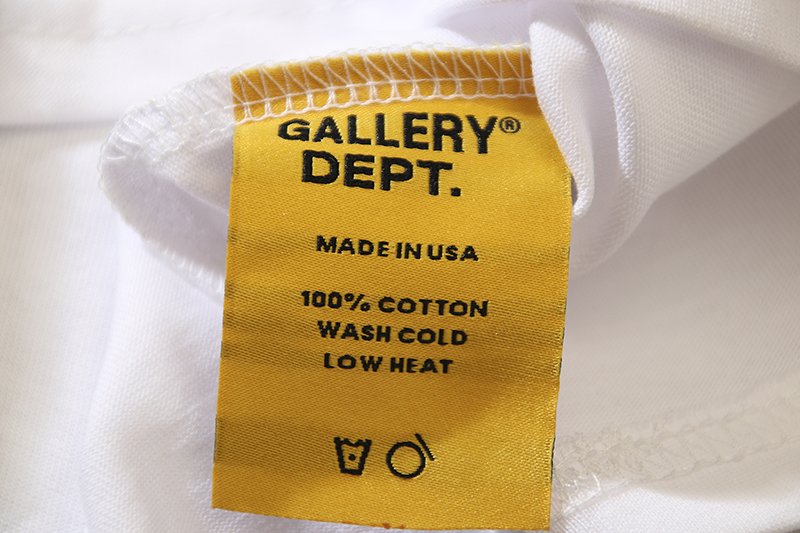 GALLERY®
DEPT.
MADE IN USA
100% COTTON
WASH COLD
LOW HEAT